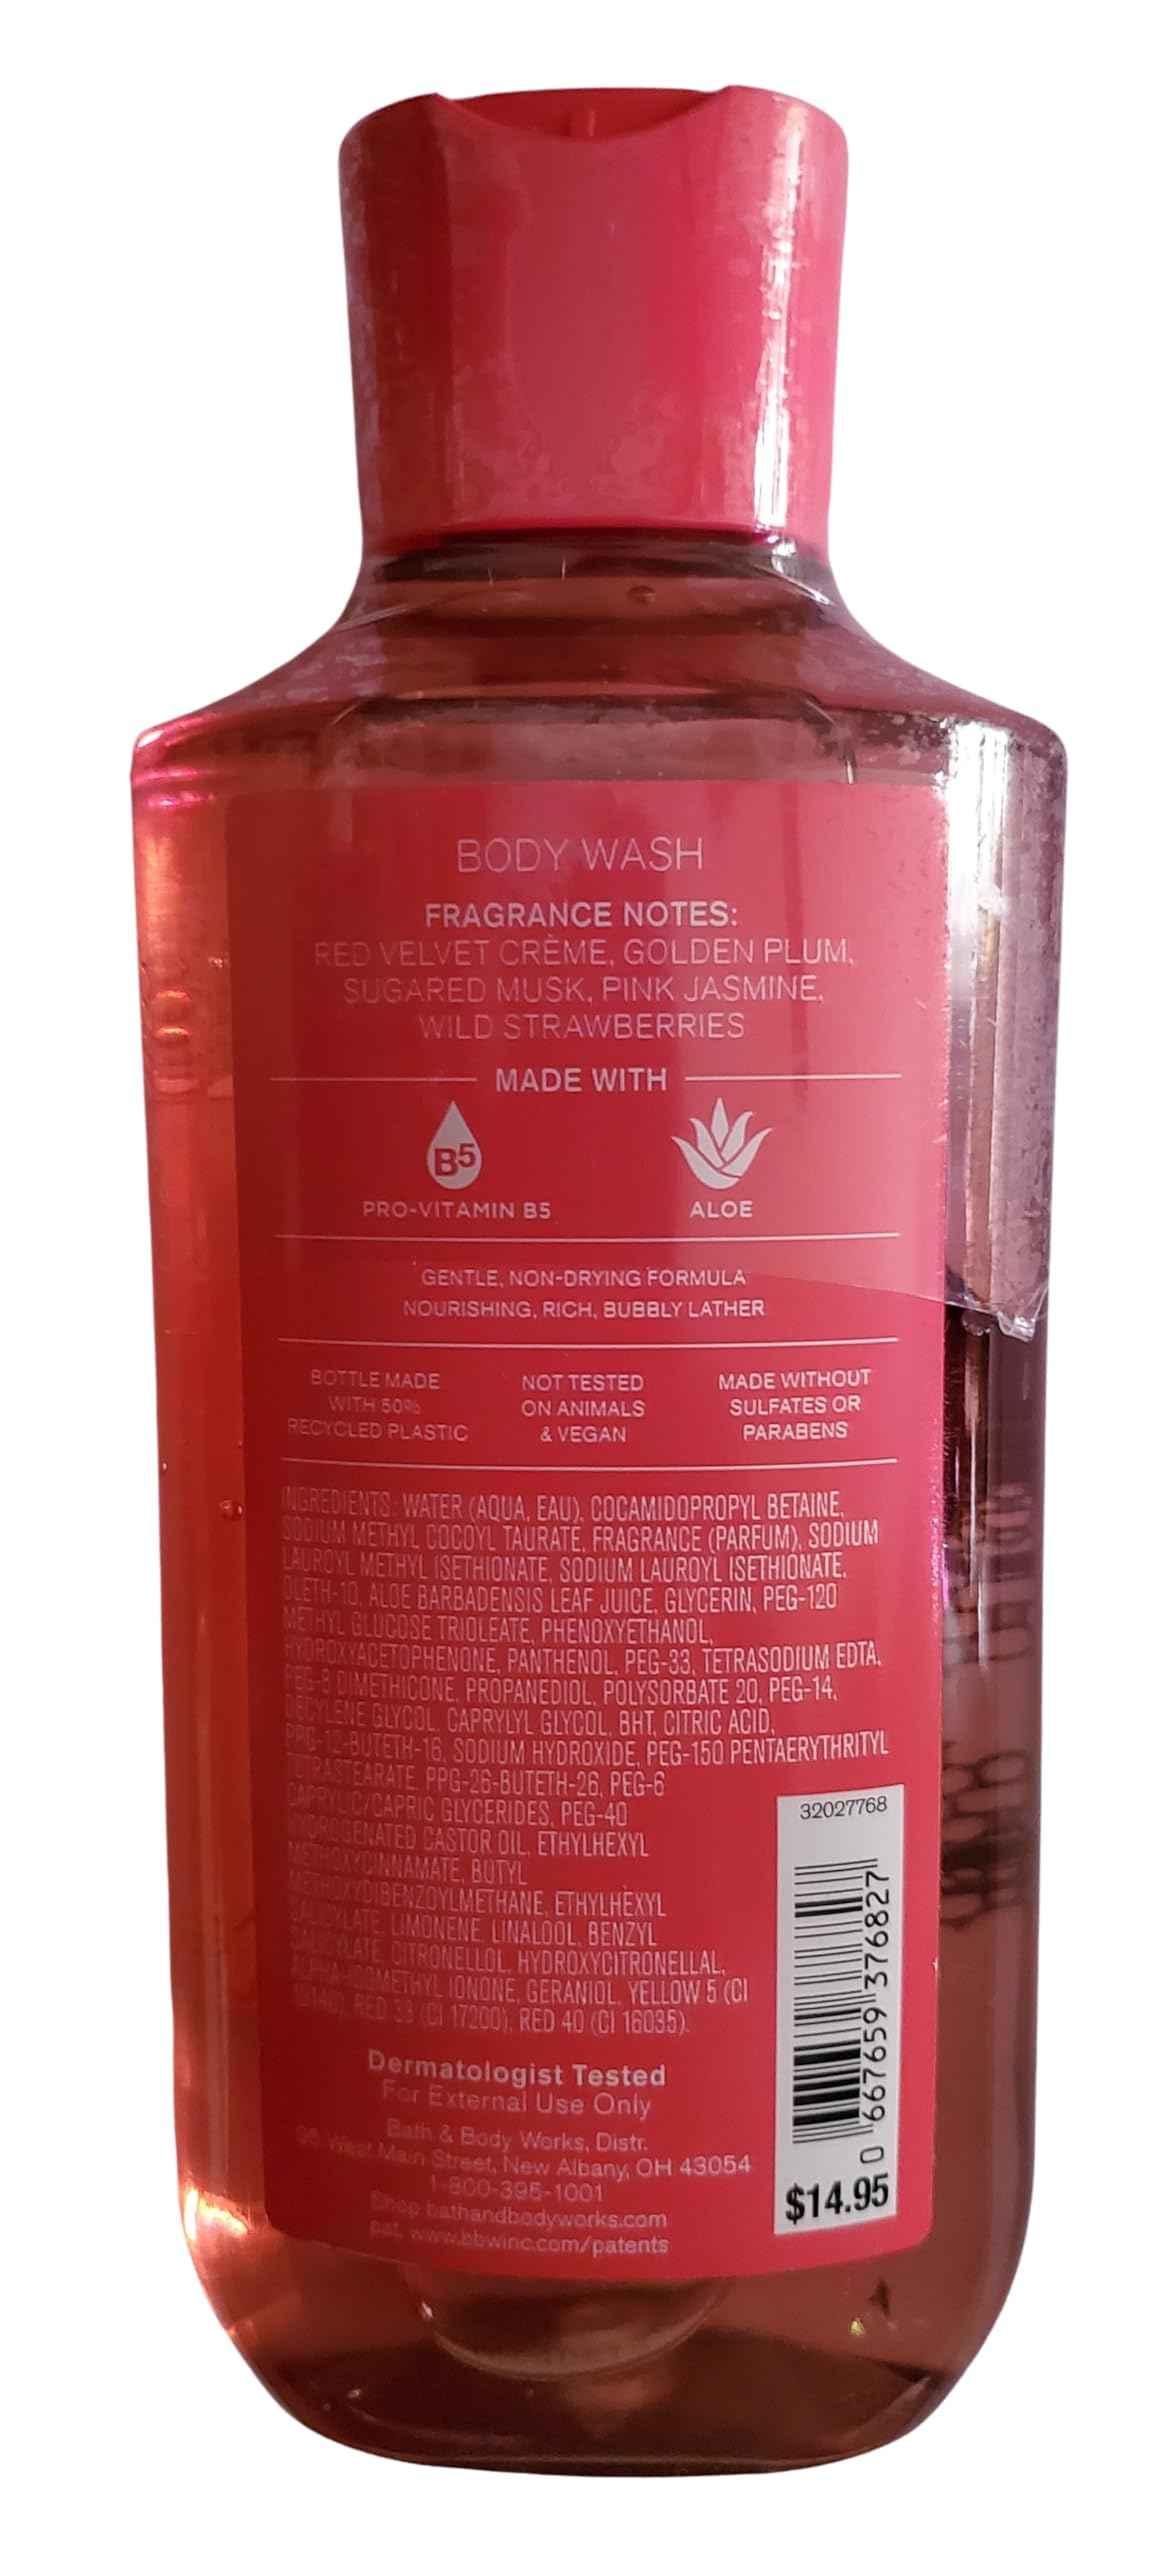 BODY WASH
FRAGRANCE NOTES:
RED VELVET CRÈME, GOLDEN PLUM,
SUGARED MUSK, PINK JASMINE,
WILD STRAWBERRIES
MADE WITH
B5
PRO-VITAMIN B5
ALOE
GENTLE, NON-DRYING FORMULA
NOURISHING, RICH, BUBBLY LATHER
BOTTLE MADE
WITH 50%
RECYCLED PLASTIC
NOT TESTED
ON ANIMALS
& VEGAN
MADE WITHOUT
SULFATES OR
PARABENS
INGREDIENTS: WATER (AQUA, EAU), COCAMIDOPROPYL BETAINE,
SODIUM METHYL COCOYL TAURATE, FRAGRANCE (PARFUM), SODIUM
LAUROYL METHYL ISETHIONATE, SODIUM LAUROYL ISETHIONATE,
OLETH-10, ALOE BARBADENSIS LEAF JUICE, GLYCERIN, PEG-120
METHYL GLUCOSE TRIOLEATE, PHENOXYETHANOL,
HYDROXYACETOPHENONE, PANTHENOL, PEG-33, TETRASODIUM EDTA,
PEG-8 DIMETHICONE, PROPANEDIOL, POLYSORBATE 20, PEG-14,
DECYLENE GLYCOL, CAPRYLYL GLYCOL, BHT, CITRIC ACID,
PPG-12-BUTETH-16, SODIUM HYDROXIDE, PEG-150 PENTAERYTHRITYL
TETRASTEARATE, PPG-26-BUTETH-26, PEG-6
CAPRYLIC/CAPRIC GLYCERIDES, PEG-40
HYDROGENATED CASTOR OIL, ETHYLHEXYL
METHOXYCINNAMATE, BUTYL
METHOXYDIBENZOYLMETHANE, ETHYLHEXYL
SALICYLATE, LIMONENE, LINALOOL, BENZYL
SALICYLATE, CITRONELLOL, HYDROXYCITRONELLAL,
ALPHA-ISOMETHYL IONONE, GERANIOL, YELLOW 5 (CI
19140), RED 33 (CI 17200), RED 40 (CI 16035).
Dermatologist Tested
For External Use Only
Bath & Body Works, Distr.
95 West Main Street, New Albany, OH 43054
1-800-395-1001
Shop bathandbodyworks.com
pat. www.bbwinc.com/patents
32027768
0 667659 376827
$14.95